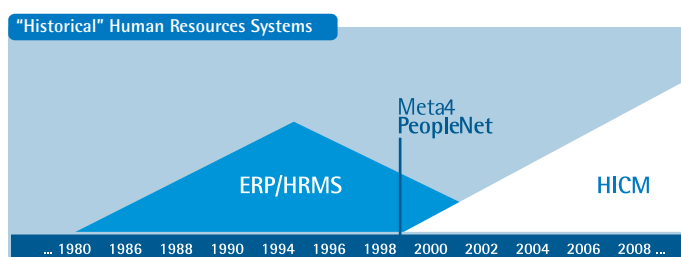 "Historical" Human Resources Systems
Meta4
PeopleNet
ERP/HRMS
HICM
... 1980 1986 1988 1990 1994 1996 1998 2000 2002 2004 2006 2008 ...